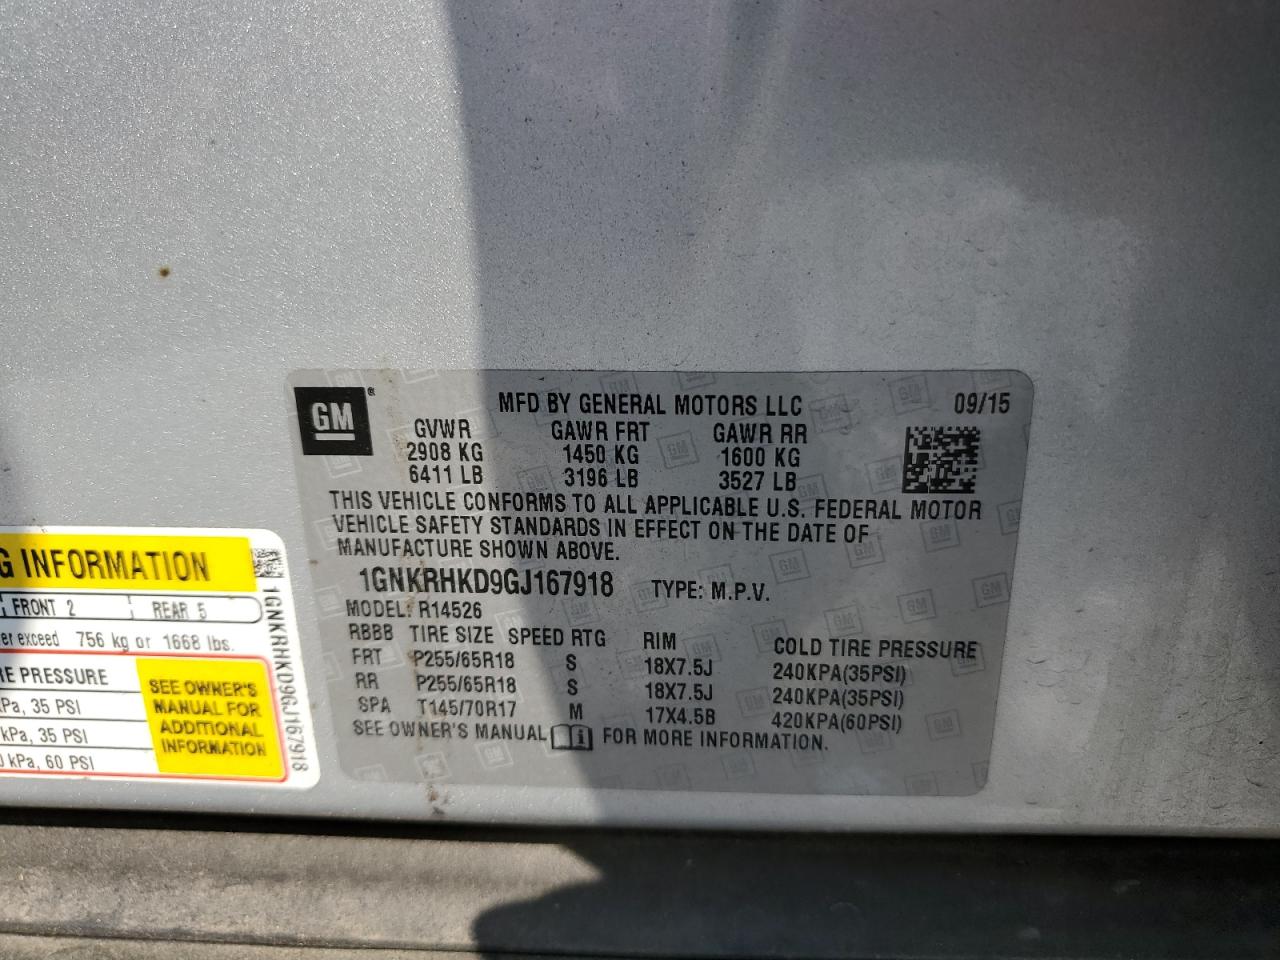 GM®
MFD BY GENERAL MOTORS LLC 09/15
GVWR GAWR FRT GAWR RR
2908 KG 1450 KG 1600 KG
6411 LB 3196 LB 3527 LB
THIS VEHICLE CONFORMS TO ALL APPLICABLE U.S. FEDERAL MOTOR
VEHICLE SAFETY STANDARDS IN EFFECT ON THE DATE OF
MANUFACTURE SHOWN ABOVE.
1GNKRHKD9GJ167918 TYPE: M.P.V.
MODEL: R14526
RBBB TIRE SIZE SPEED RTG RIM COLD TIRE PRESSURE
FRT P255/65R18 S 18X7.5J 240KPA(35PSI)
RR P255/65R18 S 18X7.5J 240KPA(35PSI)
SPA T145/70R17 M 17X4.5B 420KPA(60PSI)
SEE OWNER'S MANUAL i FOR MORE INFORMATION.
G INFORMATION
FRONT 2 REAR 5
er exceed 756 kg or 1668 lbs.
RE PRESSURE
kPa, 35 PSI
kPa, 35 PSI
0 kPa, 60 PSI
SEE OWNER'S
MANUAL FOR
ADDITIONAL
INFORMATION
1GNKRHKD9GJ167918